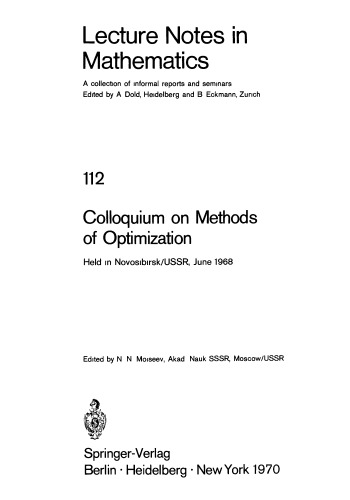 Lecture Notes in
Mathematics
A collection of informal reports and seminars
Edited by A Dold, Heidelberg and B Eckmann, Zurich
112
Colloquium on Methods
of Optimization
Held in Novosibirsk/USSR, June 1968
Edited by N N Moiseev, Akad Nauk SSSR, Moscow/USSR
Springer-Verlag
Berlin · Heidelberg · New York 1970